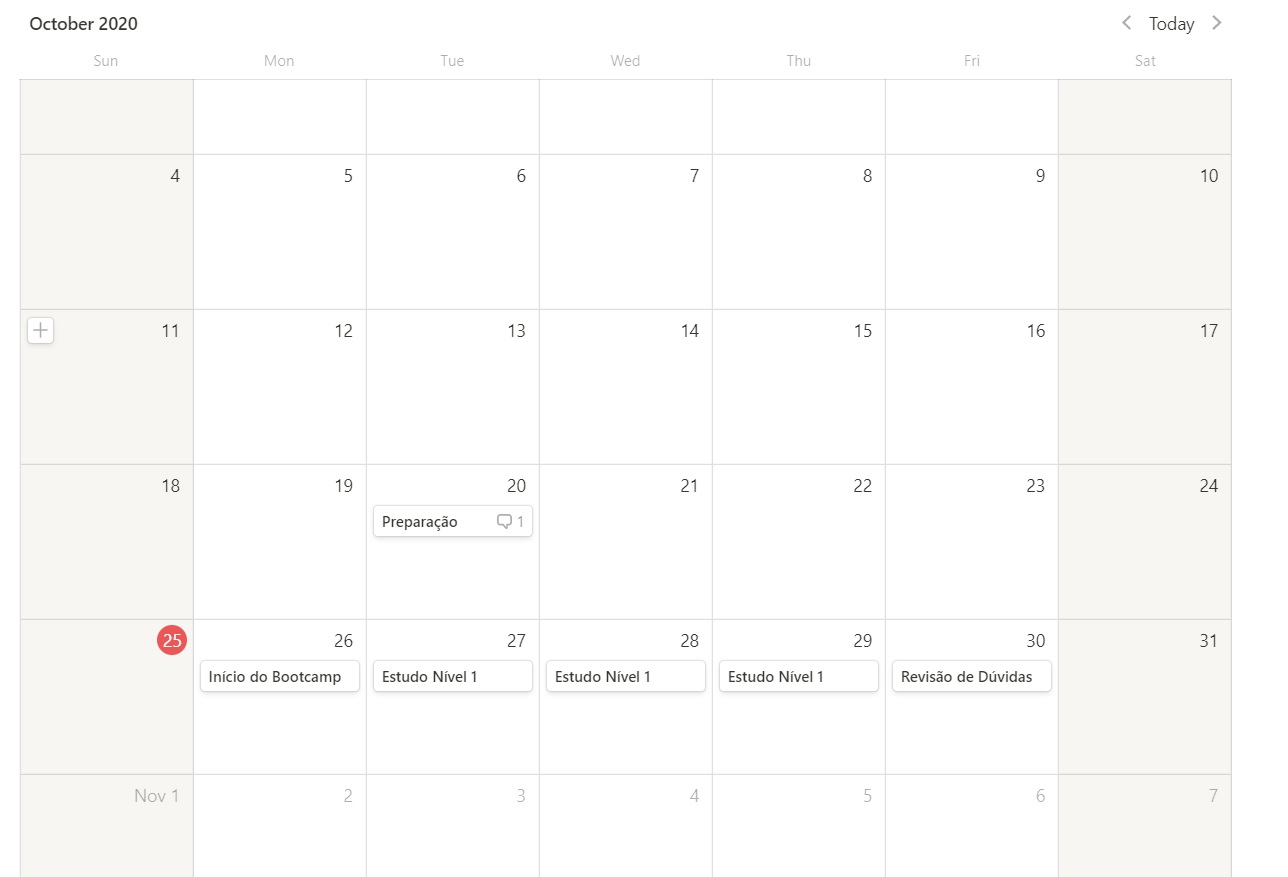 October 2020 Today
Sun Mon Tue Wed Thu Fri Sat
4 5 6 7 8 9 10
11 12 13 14 15 16 17
18 19 20 21 22 23 24
Preparação 1
25 26 27 28 29 30 31
Início do Bootcamp Estudo Nível 1 Estudo Nível 1 Estudo Nível 1 Revisão de Dúvidas
Nov 1 2 3 4 5 6 7